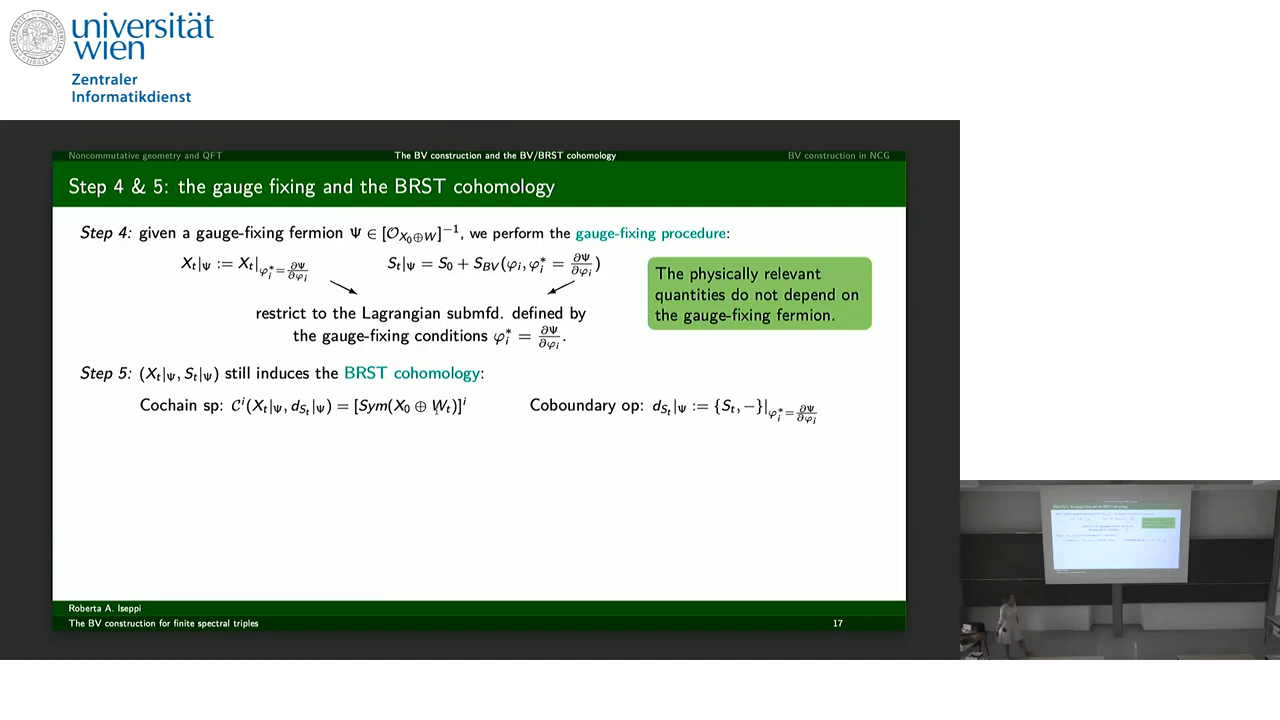 universität
wien
Zentraler
Informatikdienst
Noncommutative geometry and QFT The BV construction and the BV/BRST cohomology BV construction in NCG
Step 4 & 5: the gauge fixing and the BRST cohomology
Step 4: given a gauge-fixing fermion Ψ ∈ [𝒪_{X₀⊕W}]^{−1}, we perform the gauge-fixing procedure:
X_t|_Ψ := X_t|_{φ_i^*=∂Ψ/∂φ_i} S_t|_Ψ = S_0 + S_{BV}(φ_i, φ_i^* = ∂Ψ/∂φ_i)
restrict to the Lagrangian submfd. defined by
the gauge-fixing conditions φ_i^* = ∂Ψ/∂φ_i.
The physically relevant
quantities do not depend on
the gauge-fixing fermion.
Step 5: (X_t|_Ψ, S_t|_Ψ) still induces the BRST cohomology:
Cochain sp: 𝒞^i(X_t|_Ψ, d_{S_t}|_Ψ) = [Sym(X_0 ⊕ W_t)]^i Coboundary op: d_{S_t}|_Ψ := {S_t, −}|_{φ_i^*=∂Ψ/∂φ_i}
Roberta A. Iseppi
The BV construction for finite spectral triples 17